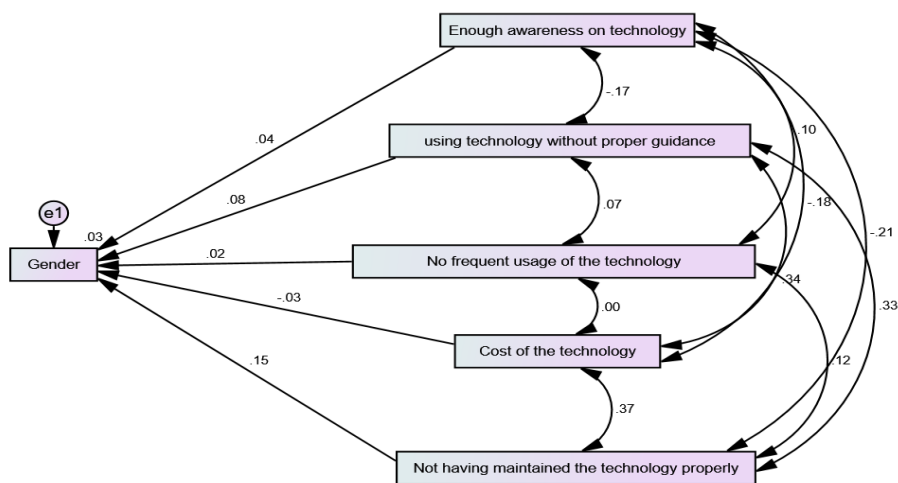 Enough awareness on technology
-.17
.10
.04
using technology without proper guidance
.08
-.18
e1
.07
-.21
.03
.02
Gender
No frequent usage of the technology
.34
.33
-.03
.00
Cost of the technology
.15
.12
.37
Not having maintained the technology properly